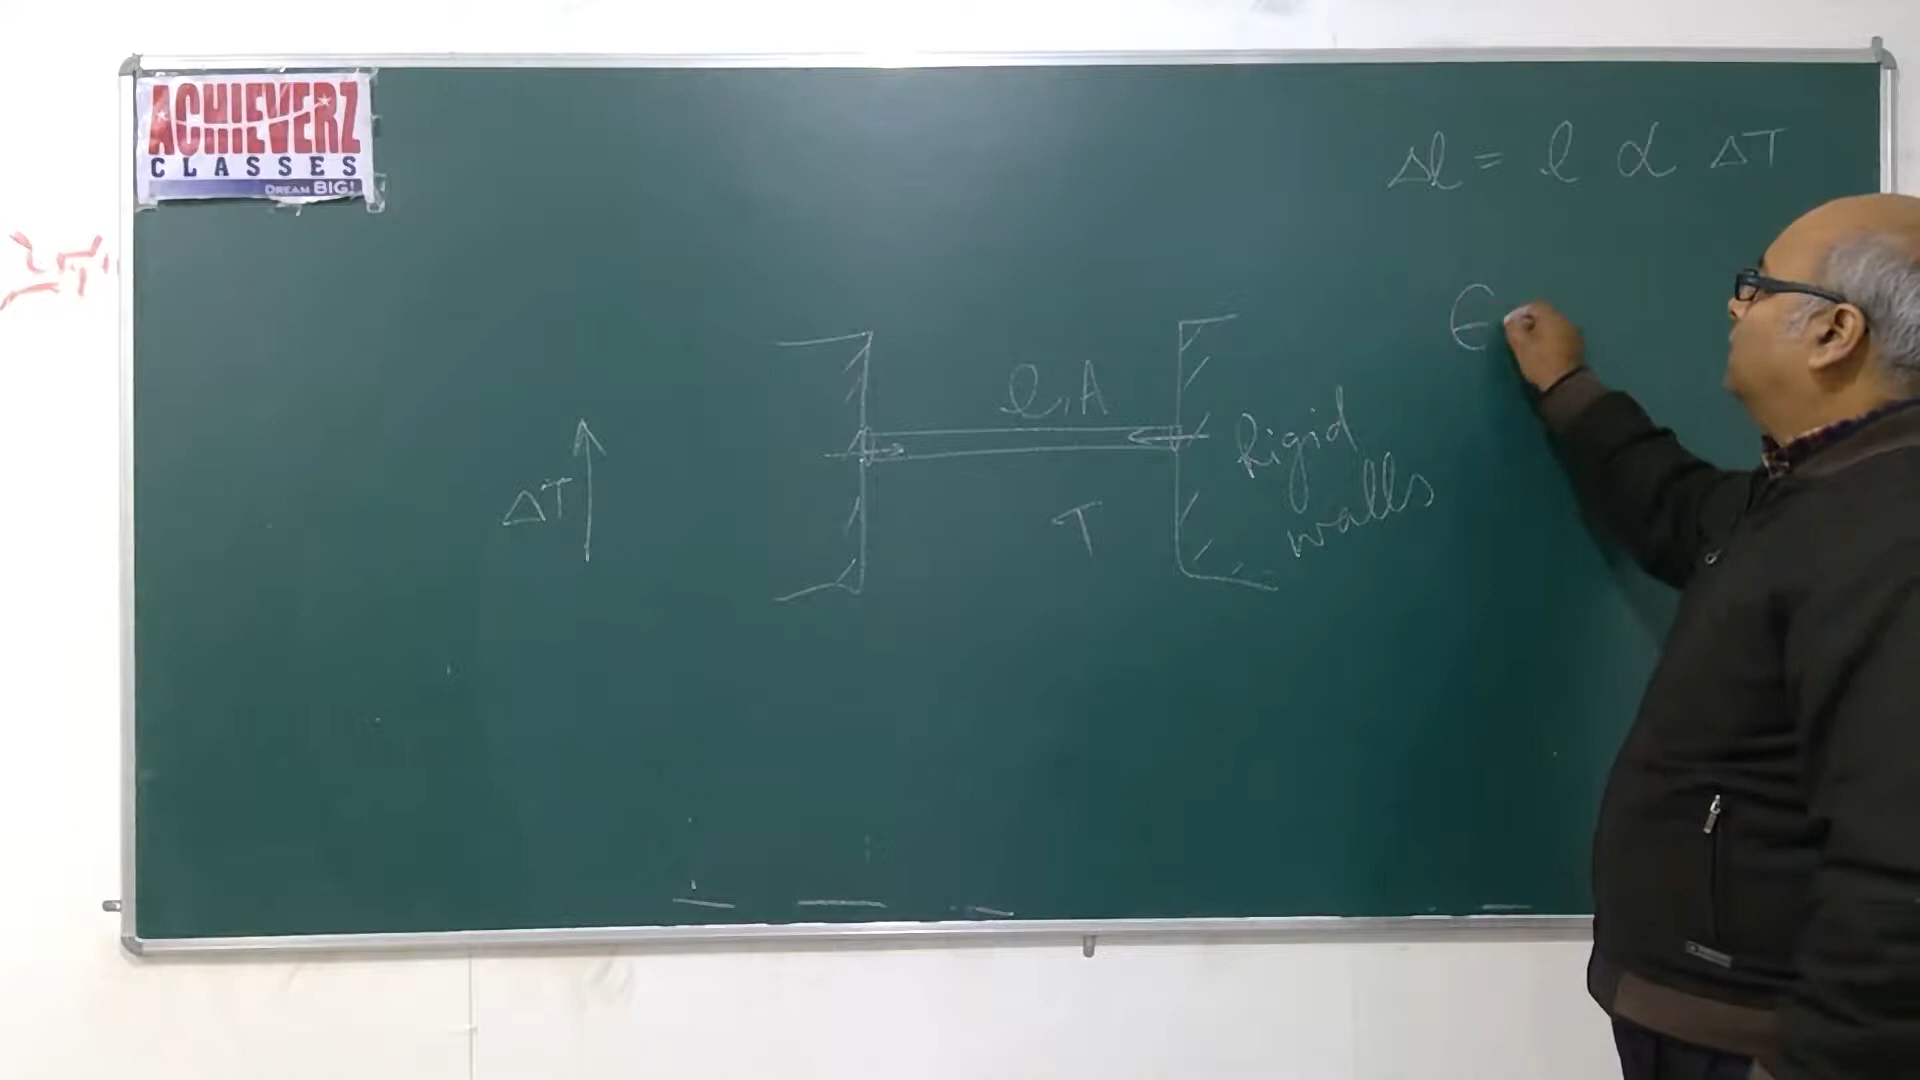 ACHIEVERZ
CLASSES
DREAM BIG!
Δl = l α ΔT
∈
l, A
Rigid
walls
ΔT
T